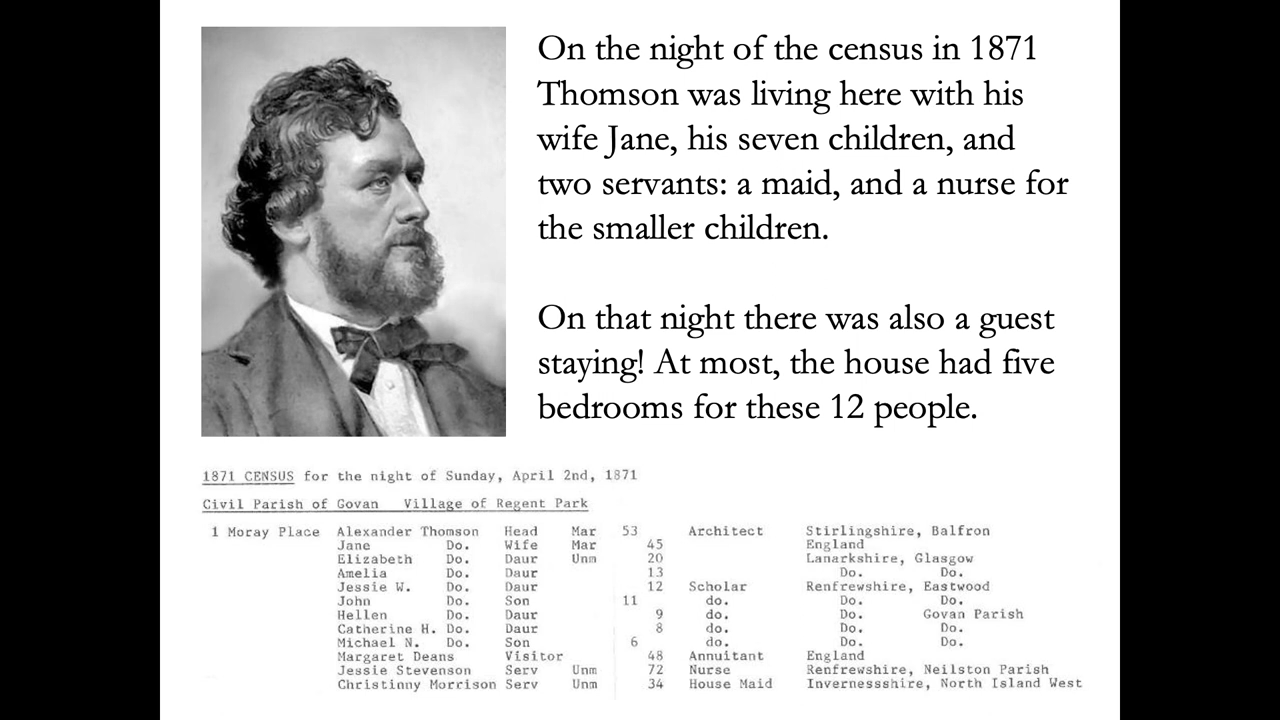 On the night of the census in 1871
Thomson was living here with his
wife Jane, his seven children, and
two servants: a maid, and a nurse for
the smaller children.
On that night there was also a guest
staying! At most, the house had five
bedrooms for these 12 people.
1871 CENSUS for the night of Sunday, April 2nd, 1871
Civil Parish of Govan Village of Regent Park
1 Moray Place Alexander Thomson Head Mar 53 Architect Stirlingshire, Balfron
Jane Do. Wife Mar 45 England
Elizabeth Do. Daur Unm 20 Lanarkshire, Glasgow
Amelia Do. Daur 13 Do. Do.
Jessie W. Do. Daur 12 Scholar Renfrewshire, Eastwood
John Do. Son 11 do. Do. Do.
Hellen Do. Daur 9 do. Do. Govan Parish
Catherine H. Do. Daur 8 do. Do. Do.
Michael N. Do. Son 6 do. Do. Do.
Margaret Deans Visitor 48 Annuitant England
Jessie Stevenson Serv Unm 72 Nurse Renfrewshire, Neilston Parish
Christinny Morrison Serv Unm 34 House Maid Invernessshire, North Island West